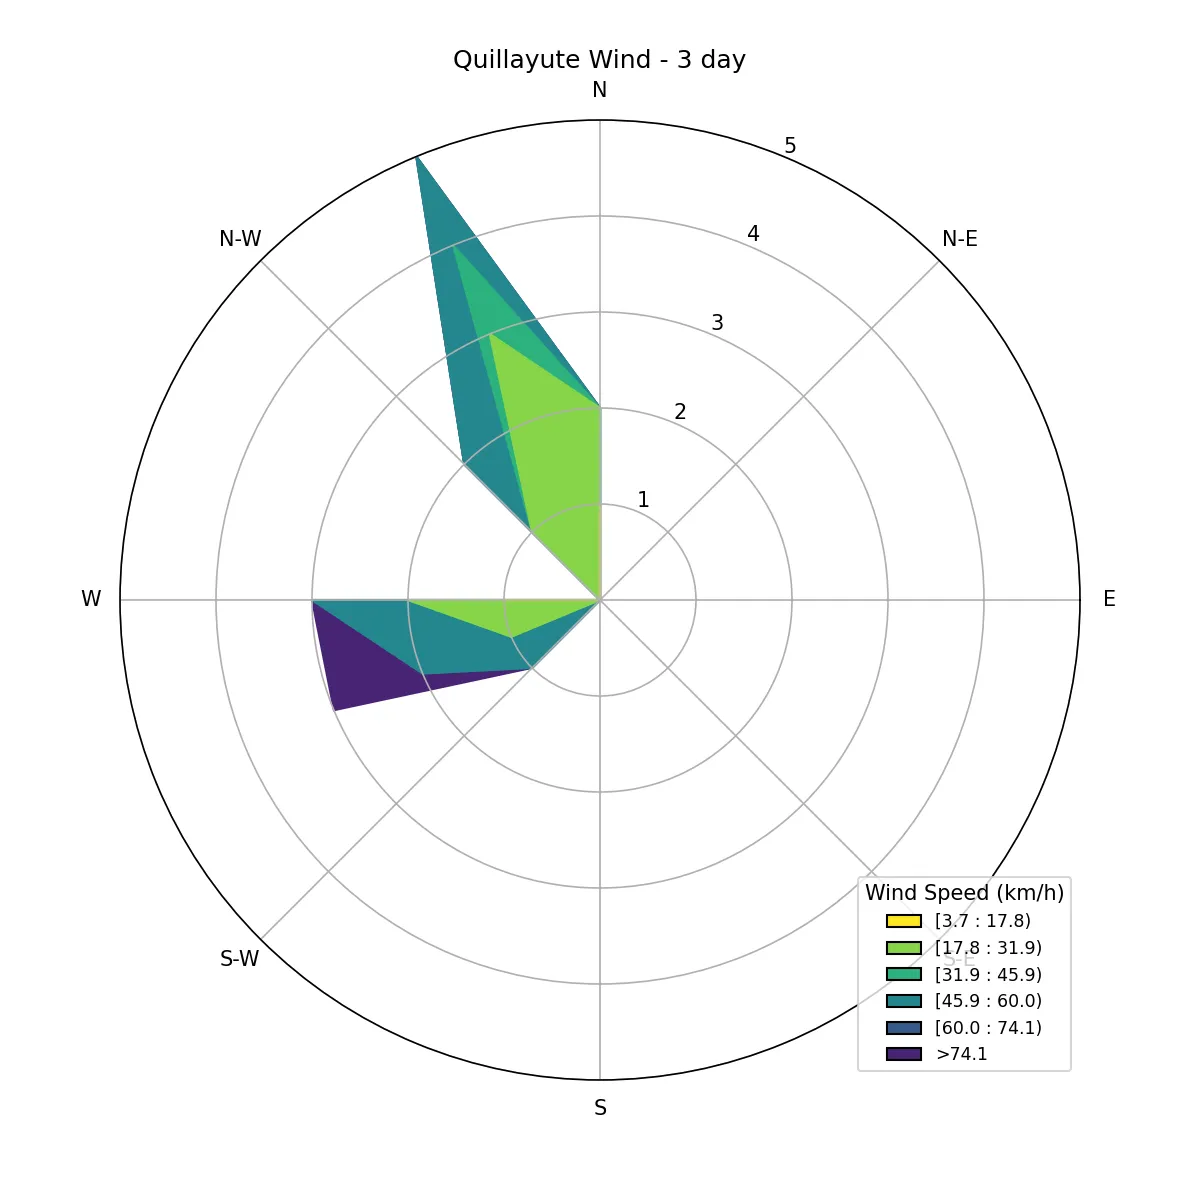 Quillayute Wind - 3 day
N
5
N-W
4
N-E
3
2
1
W
E
S-W
S-E
S
Wind Speed (km/h)
[3.7 : 17.8)
[17.8 : 31.9)
[31.9 : 45.9)
[45.9 : 60.0)
[60.0 : 74.1)
>74.1